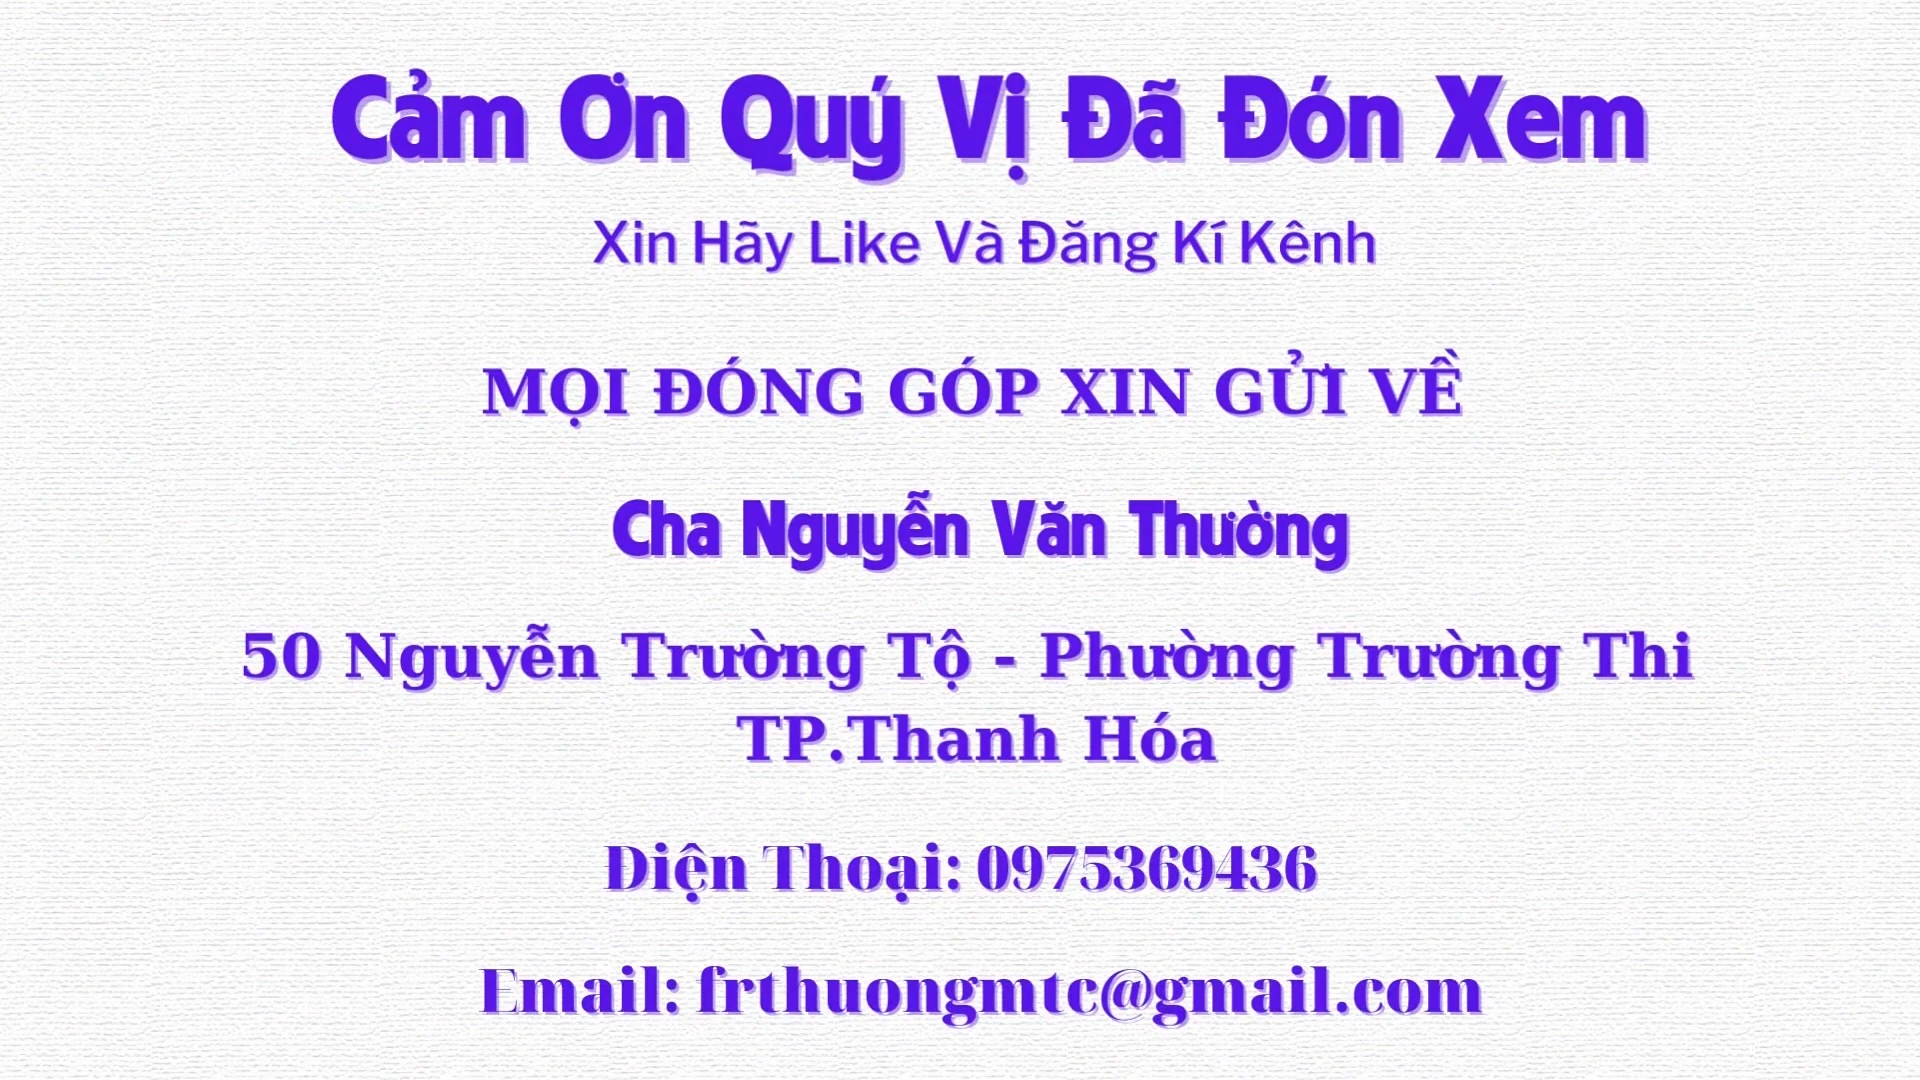 Cảm Ơn Quý Vị Đã Đón Xem
Xin Hãy Like Và Đăng Kí Kênh
MỌI ĐÓNG GÓP XIN GỬI VỀ
Cha Nguyễn Văn Thường
50 Nguyễn Trường Tộ - Phường Trường Thi
TP.Thanh Hóa
Điện Thoại: 0975369436
Email: frthuongmtc@gmail.com